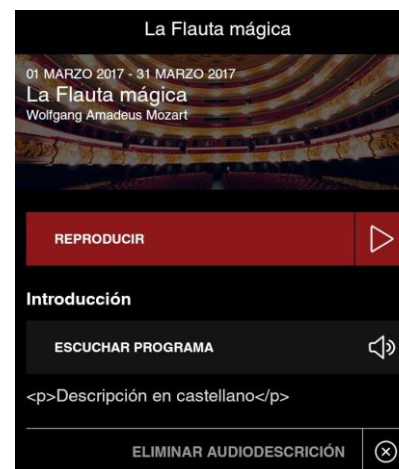 La Flauta mágica
01 MARZO 2017 - 31 MARZO 2017
La Flauta mágica
Wolfgang Amadeus Mozart
REPRODUCIR
Introducción
ESCUCHAR PROGRAMA
<p>Descripción en castellano</p>
ELIMINAR AUDIODESCRICIÓN